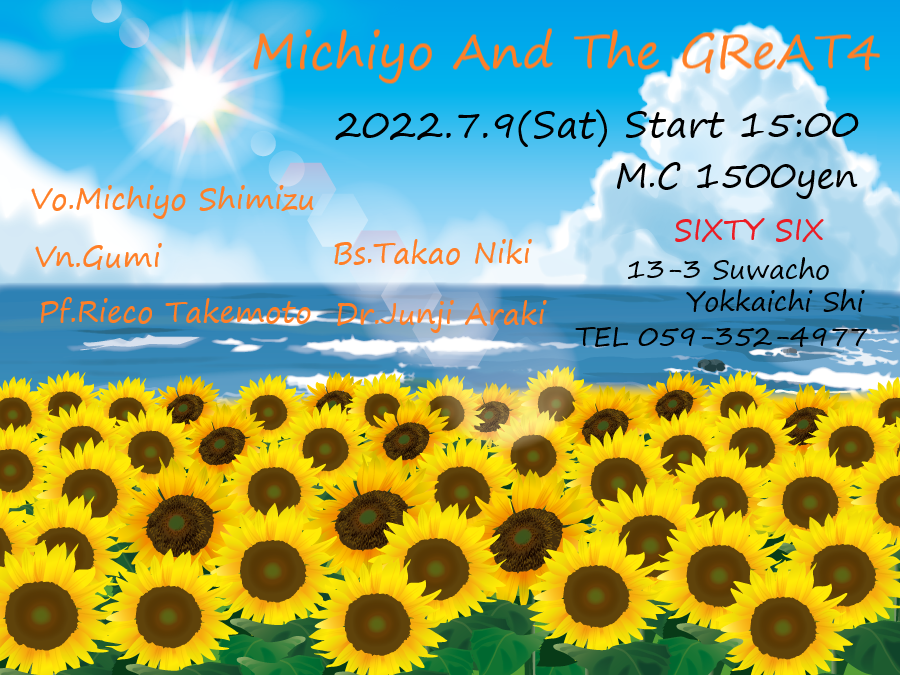 Michiyo And The GReAT4
2022.7.9(Sat) Start 15:00
M.C 1500yen
Vo.Michiyo Shimizu
Vn.Gumi
Bs.Takao Niki
Pf.Rieco Takemoto
Dr.Junji Araki
SIXTY SIX
13-3 Suwacho
Yokkaichi Shi
TEL 059-352-4977